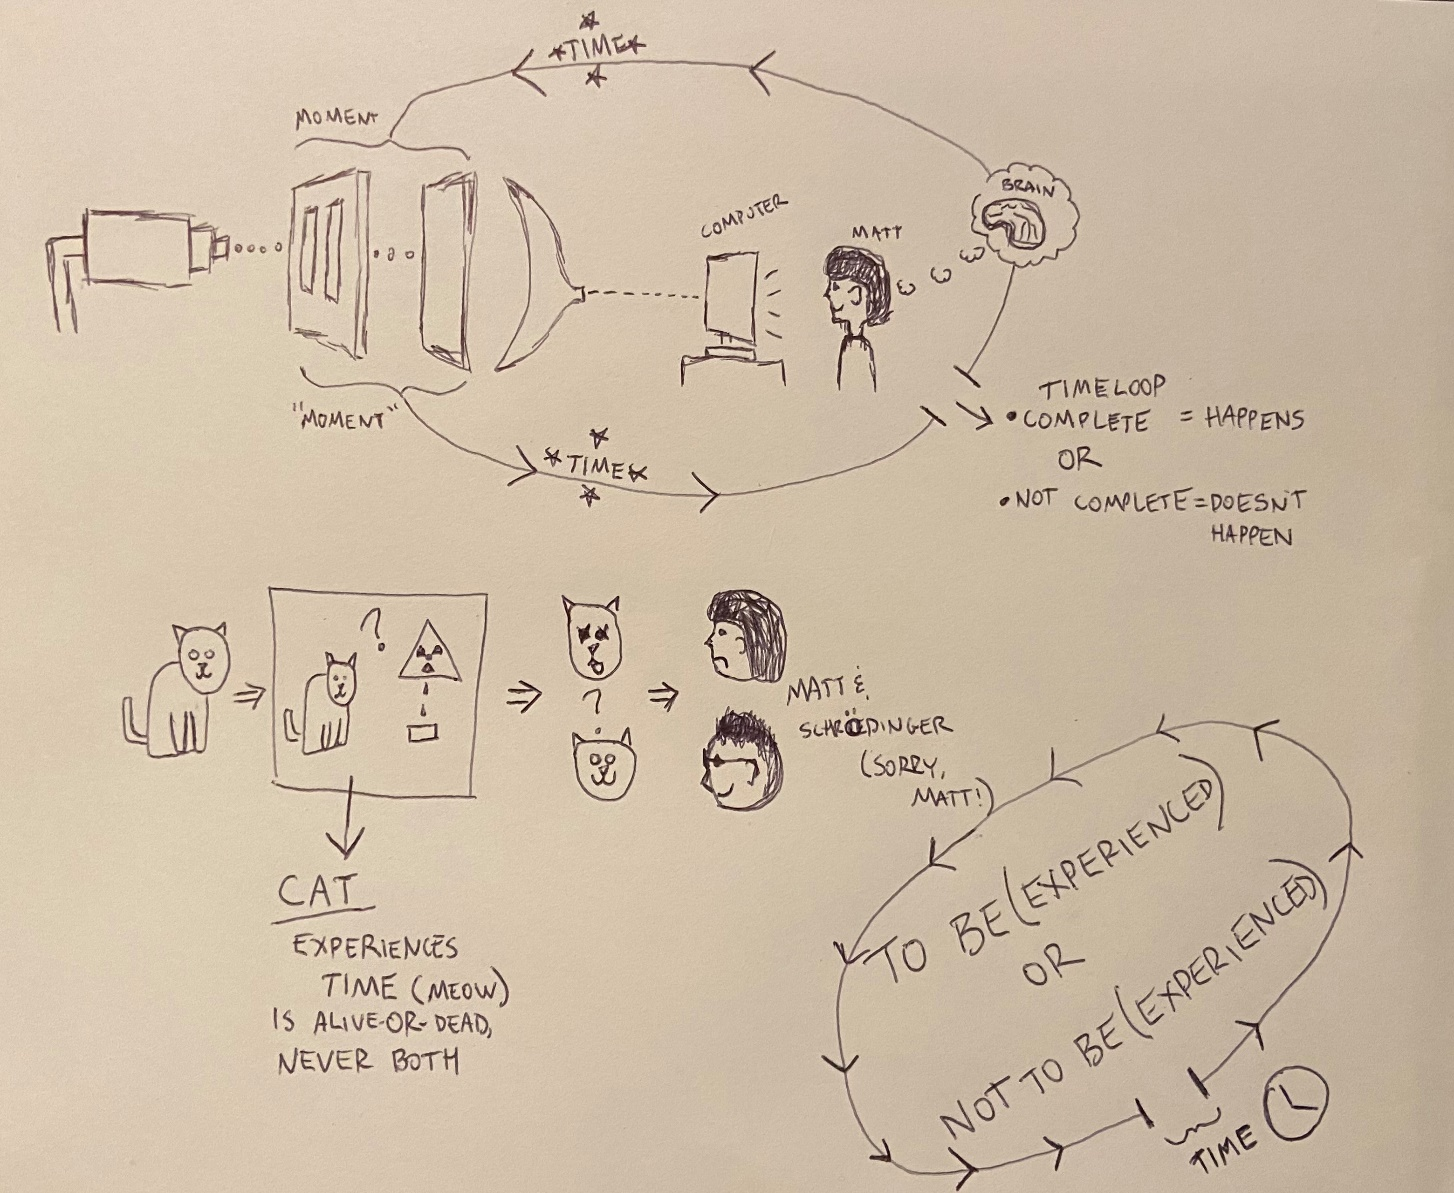 *TIME*
MOMENT
BRAIN
COMPUTER
MATT
"MOMENT"
*TIME*
TIMELOOP
• COMPLETE = HAPPENS
OR
• NOT COMPLETE = DOESN'T
HAPPEN
?
?
MATT &
SCHRÖDINGER
(SORRY,
MATT!)
CAT
EXPERIENCES
TIME (MEOW)
IS ALIVE-OR-DEAD,
NEVER BOTH
TO BE (EXPERIENCED)
OR
NOT TO BE (EXPERIENCED)
TIME